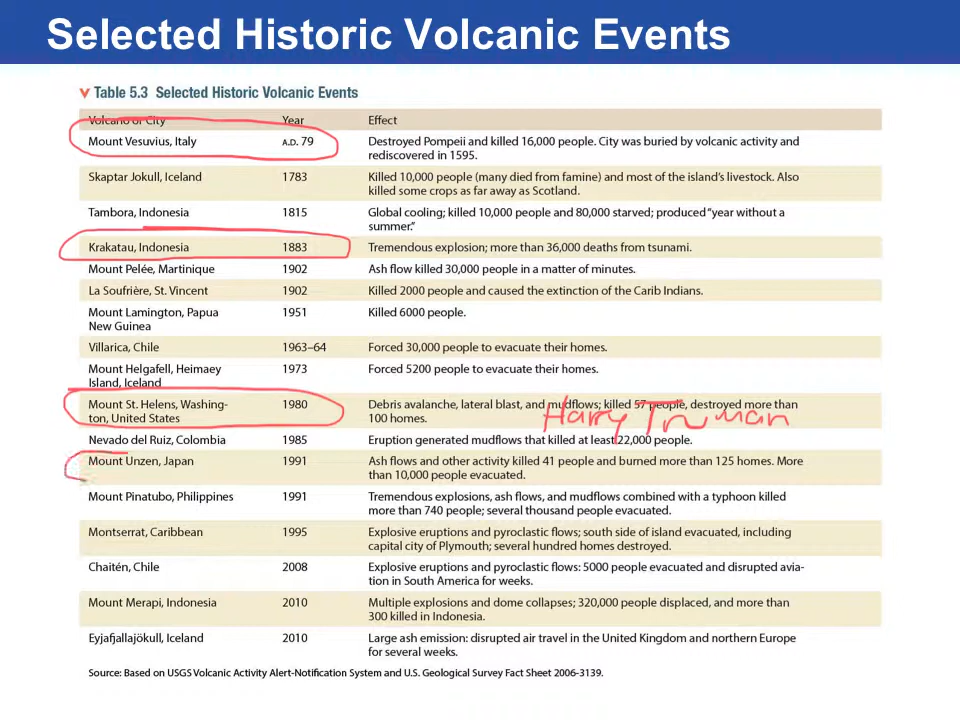 Selected Historic Volcanic Events
Table 5.3 Selected Historic Volcanic Events
Volcano or City Year Effect
Mount Vesuvius, Italy A.D. 79 Destroyed Pompeii and killed 16,000 people. City was buried by volcanic activity and
rediscovered in 1595.
Skaptar Jokull, Iceland 1783 Killed 10,000 people (many died from famine) and most of the island's livestock. Also
killed some crops as far away as Scotland.
Tambora, Indonesia 1815 Global cooling; killed 10,000 people and 80,000 starved; produced "year without a
summer."
Krakatau, Indonesia 1883 Tremendous explosion; more than 36,000 deaths from tsunami.
Mount Pelée, Martinique 1902 Ash flow killed 30,000 people in a matter of minutes.
La Soufrière, St. Vincent 1902 Killed 2000 people and caused the extinction of the Carib Indians.
Mount Lamington, Papua 1951 Killed 6000 people.
New Guinea
Villarica, Chile 1963–64 Forced 30,000 people to evacuate their homes.
Mount Helgafell, Heimaey 1973 Forced 5200 people to evacuate their homes.
Island, Iceland
Mount St. Helens, Washing- 1980 Debris avalanche, lateral blast, and mudflows; killed 57 people, destroyed more than
ton, United States 100 homes.
Harry Truman
Nevado del Ruiz, Colombia 1985 Eruption generated mudflows that killed at least 22,000 people.
Mount Unzen, Japan 1991 Ash flows and other activity killed 41 people and burned more than 125 homes. More
than 10,000 people evacuated.
Mount Pinatubo, Philippines 1991 Tremendous explosions, ash flows, and mudflows combined with a typhoon killed
more than 740 people; several thousand people evacuated.
Montserrat, Caribbean 1995 Explosive eruptions and pyroclastic flows; south side of island evacuated, including
capital city of Plymouth; several hundred homes destroyed.
Chaitén, Chile 2008 Explosive eruptions and pyroclastic flows: 5000 people evacuated and disrupted avia-
tion in South America for weeks.
Mount Merapi, Indonesia 2010 Multiple explosions and dome collapses; 320,000 people displaced, and more than
300 killed in Indonesia.
Eyjafjallajökull, Iceland 2010 Large ash emission: disrupted air travel in the United Kingdom and northern Europe
for several weeks.
Source: Based on USGS Volcanic Activity Alert-Notification System and U.S. Geological Survey Fact Sheet 2006-3139.